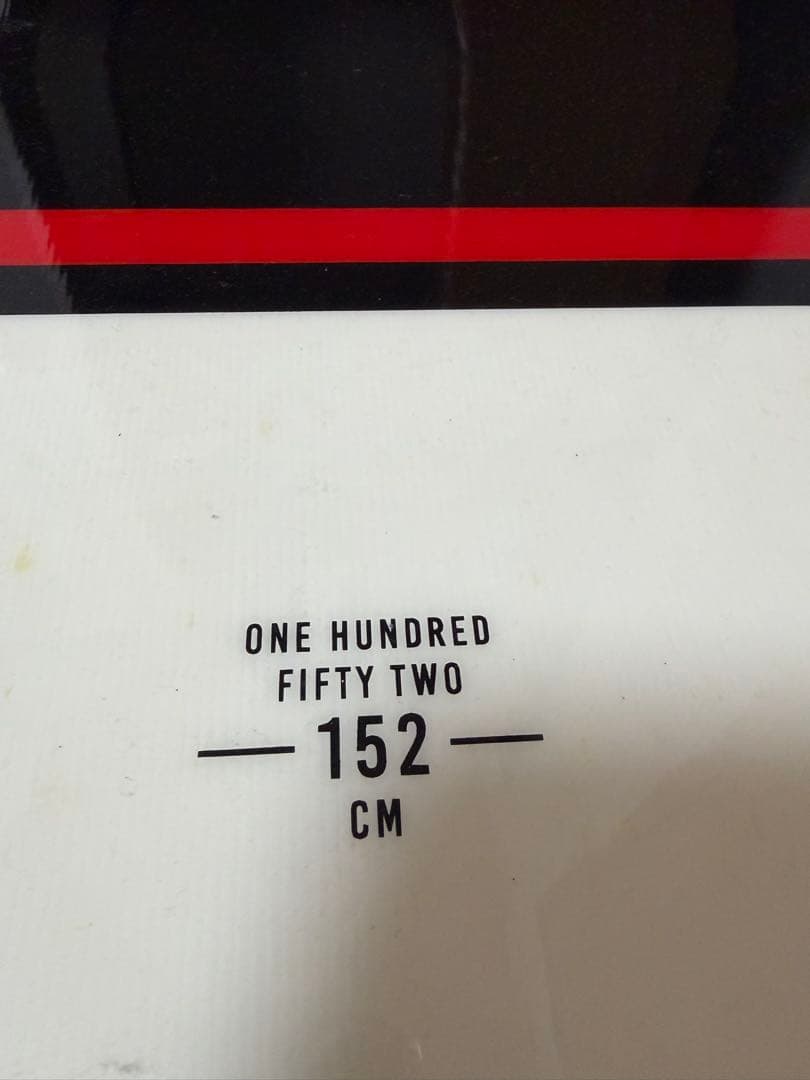 ONE HUNDRED
FIFTY TWO
152
CM